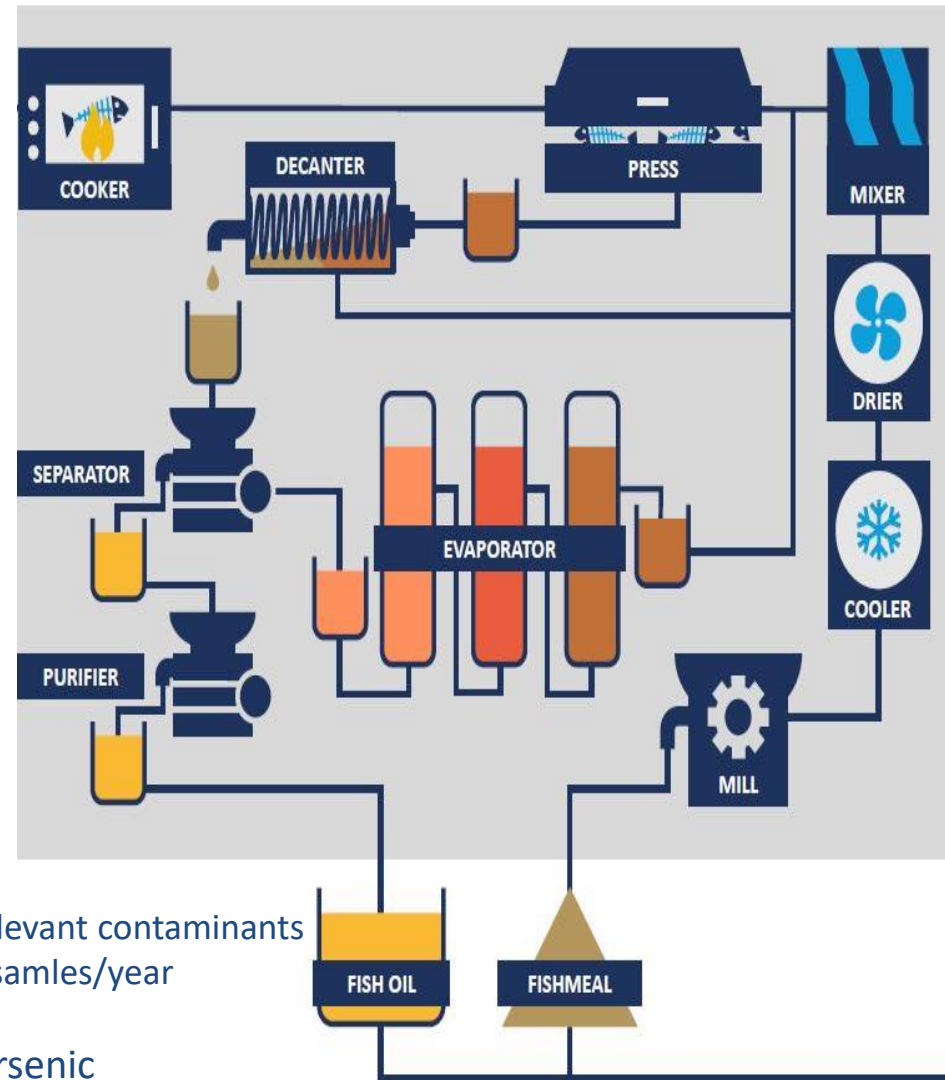 COOKER
DECANTER
PRESS
MIXER
DRIER
SEPARATOR
EVAPORATOR
COOLER
PURIFIER
MILL
levant contaminants
samles/year
FISH OIL
FISHMEAL
rsenic